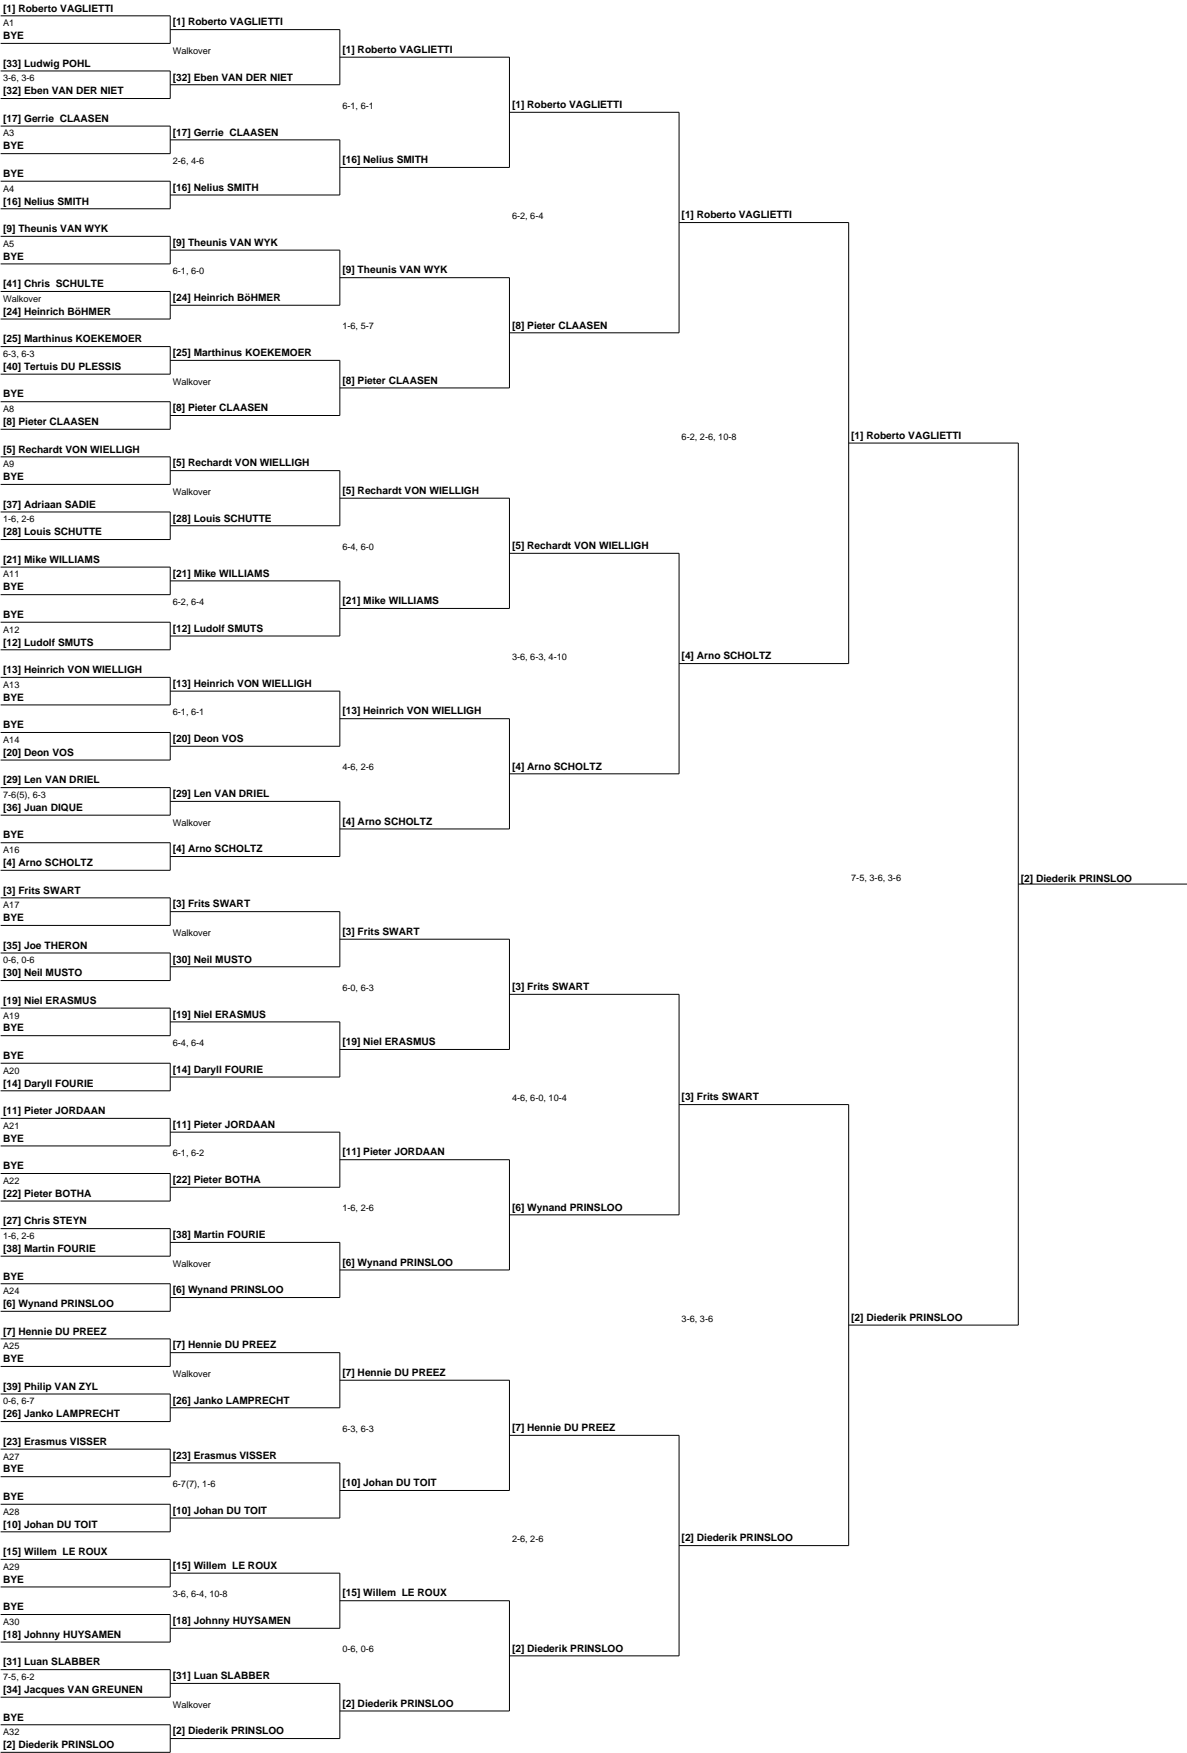 [1] Roberto VAGLIETTI
A1
BYE
[33] Ludwig POHL
3-6, 3-6
[32] Eben VAN DER NIET
[17] Gerrie  CLAASEN
A3
BYE
BYE
A4
[16] Nelius SMITH
[9] Theunis VAN WYK
A5
BYE
[41] Chris  SCHULTE
Walkover
[24] Heinrich BöHMER
[25] Marthinus KOEKEMOER
6-3, 6-3
[40] Tertuis DU PLESSIS
BYE
A8
[8] Pieter CLAASEN
[5] Rechardt VON WIELLIGH
A9
BYE
[37] Adriaan SADIE
1-6, 2-6
[28] Louis SCHUTTE
[21] Mike WILLIAMS
A11
BYE
BYE
A12
[12] Ludolf SMUTS
[13] Heinrich VON WIELLIGH
A13
BYE
BYE
A14
[20] Deon VOS
[29] Len VAN DRIEL
7-6(5), 6-3
[36] Juan DIQUE
BYE
A16
[4] Arno SCHOLTZ
[3] Frits SWART
A17
BYE
[35] Joe THERON
0-6, 0-6
[30] Neil MUSTO
[19] Niel ERASMUS
A19
BYE
BYE
A20
[14] Daryll FOURIE
[11] Pieter JORDAAN
A21
BYE
BYE
A22
[22] Pieter BOTHA
[27] Chris STEYN
1-6, 2-6
[38] Martin FOURIE
BYE
A24
[6] Wynand PRINSLOO
[7] Hennie DU PREEZ
A25
BYE
[39] Philip VAN ZYL
0-6, 6-7
[26] Janko LAMPRECHT
[23] Erasmus VISSER
A27
BYE
BYE
A28
[10] Johan DU TOIT
[15] Willem  LE ROUX
A29
BYE
BYE
A30
[18] Johnny HUYSAMEN
[31] Luan SLABBER
7-5, 6-2
[34] Jacques VAN GREUNEN
BYE
A32
[2] Diederik PRINSLOO
[1] Roberto VAGLIETTI
Walkover
[32] Eben VAN DER NIET
[17] Gerrie  CLAASEN
2-6, 4-6
[16] Nelius SMITH
[9] Theunis VAN WYK
6-1, 6-0
[24] Heinrich BöHMER
[25] Marthinus KOEKEMOER
Walkover
[8] Pieter CLAASEN
[5] Rechardt VON WIELLIGH
Walkover
[28] Louis SCHUTTE
[21] Mike WILLIAMS
6-2, 6-4
[12] Ludolf SMUTS
[13] Heinrich VON WIELLIGH
6-1, 6-1
[20] Deon VOS
[29] Len VAN DRIEL
Walkover
[4] Arno SCHOLTZ
[3] Frits SWART
Walkover
[30] Neil MUSTO
[19] Niel ERASMUS
6-4, 6-4
[14] Daryll FOURIE
[11] Pieter JORDAAN
6-1, 6-2
[22] Pieter BOTHA
[38] Martin FOURIE
Walkover
[6] Wynand PRINSLOO
[7] Hennie DU PREEZ
Walkover
[26] Janko LAMPRECHT
[23] Erasmus VISSER
6-7(7), 1-6
[10] Johan DU TOIT
[15] Willem  LE ROUX
3-6, 6-4, 10-8
[18] Johnny HUYSAMEN
[31] Luan SLABBER
Walkover
[2] Diederik PRINSLOO
[1] Roberto VAGLIETTI
6-1, 6-1
[16] Nelius SMITH
[9] Theunis VAN WYK
1-6, 5-7
[8] Pieter CLAASEN
[5] Rechardt VON WIELLIGH
6-4, 6-0
[21] Mike WILLIAMS
[13] Heinrich VON WIELLIGH
4-6, 2-6
[4] Arno SCHOLTZ
[3] Frits SWART
6-0, 6-3
[19] Niel ERASMUS
[11] Pieter JORDAAN
1-6, 2-6
[6] Wynand PRINSLOO
[7] Hennie DU PREEZ
6-3, 6-3
[10] Johan DU TOIT
[15] Willem  LE ROUX
0-6, 0-6
[2] Diederik PRINSLOO
[1] Roberto VAGLIETTI
6-2, 6-4
[8] Pieter CLAASEN
[5] Rechardt VON WIELLIGH
3-6, 6-3, 4-10
[4] Arno SCHOLTZ
[3] Frits SWART
4-6, 6-0, 10-4
[6] Wynand PRINSLOO
[7] Hennie DU PREEZ
2-6, 2-6
[2] Diederik PRINSLOO
[1] Roberto VAGLIETTI
6-2, 2-6, 10-8
[4] Arno SCHOLTZ
[3] Frits SWART
3-6, 3-6
[2] Diederik PRINSLOO
[1] Roberto VAGLIETTI
7-5, 3-6, 3-6
[2] Diederik PRINSLOO
[2] Diederik PRINSLOO